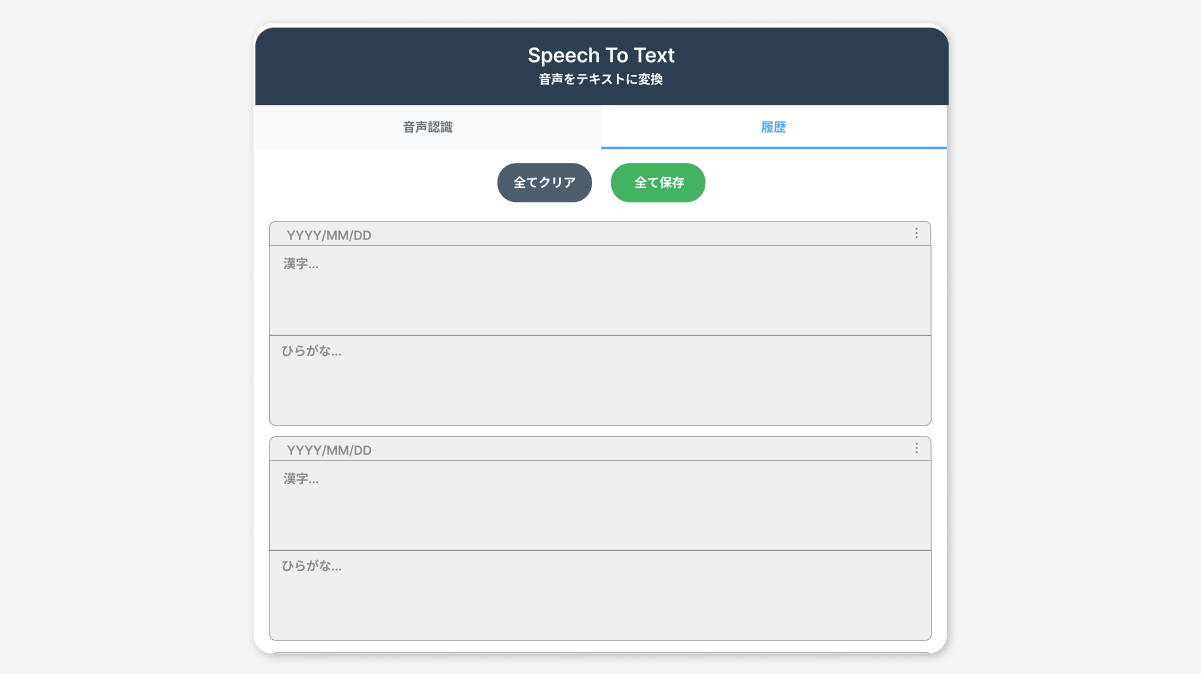 Speech To Text
音声をテキストに変換
音声認識
履歴
全てクリア
全て保存
YYYY/MM/DD
漢字...
ひらがな...
YYYY/MM/DD
漢字...
ひらがな...